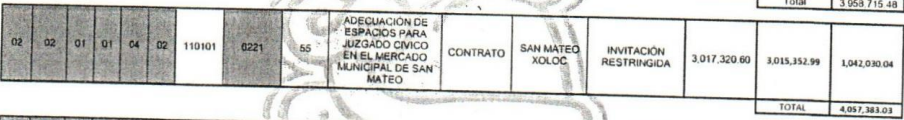 Total 3 958 715 48
02 02 01 01 04 02 110101 0221 55 ADECUACIÓN DE ESPACIOS PARA JUZGADO CIVICO EN EL MERCADO MUNICIPAL DE SAN MATEO CONTRATO SAN MATEO XOLOC INVITACIÓN RESTRINGIDA 3,017,320.60 3,015,352.99 1,042,030.04
TOTAL 4,057,383.03